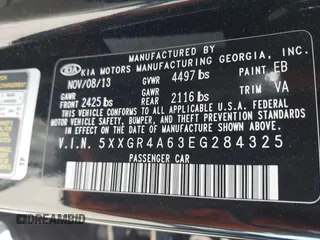 MANUFACTURED BY
KIA KIA MOTORS MANUFACTURING GEORGIA, INC.
NOV/08/13 GVWR 4497 lbs PAINT EB
GAWR FRONT 2425 lbs GAWR REAR 2116 lbs TRIM VA
THIS VEHICLE CONFORMS TO ALL APPLICABLE FEDERAL MOTOR VEHICLE
SAFETY, BUMPER, AND THEFT PREVENTION STANDARDS IN
EFFECT ON THE DATE OF MANUFACTURE SHOWN ABOVE.
V.I.N. 5XXGR4A63EG284325
PASSENGER CAR
DREAMBID